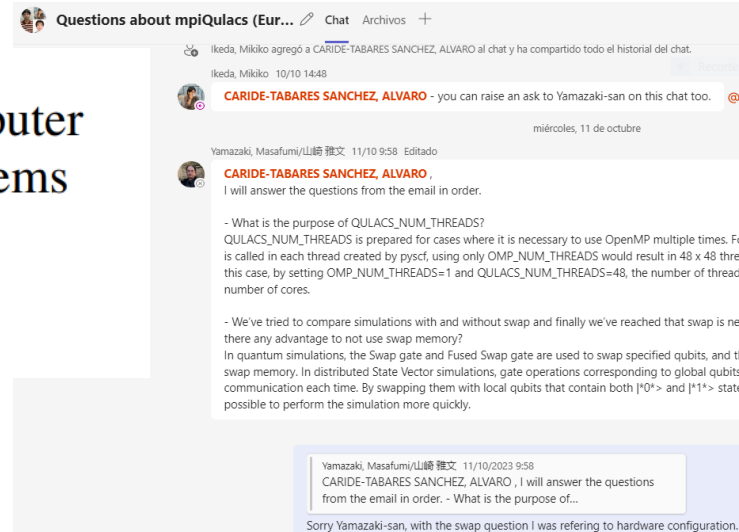 Questions about mpiQulacs (Eur... Chat Archivos
Ikeda, Mikiko agregó a CARIDE-TABARES SANCHEZ, ALVARO al chat y ha compartido todo el historial del chat.
Ikeda, Mikiko 10/10 14:48
CARIDE-TABARES SANCHEZ, ALVARO - you can raise an ask to Yamazaki-san on this chat too. @
puter
ems
miércoles, 11 de octubre
Yamazaki, Masafumi/山崎 雅文 11/10 9:58 Editado
CARIDE-TABARES SANCHEZ, ALVARO ,
I will answer the questions from the email in order.
- What is the purpose of QULACS_NUM_THREADS?
QULACS_NUM_THREADS is prepared for cases where it is necessary to use OpenMP multiple times. Fo
is called in each thread created by pyscf, using only OMP_NUM_THREADS would result in 48 x 48 thre
this case, by setting OMP_NUM_THREADS=1 and QULACS_NUM_THREADS=48, the number of thread
number of cores.
- We've tried to compare simulations with and without swap and finally we've reached that swap is ne
there any advantage to not use swap memory?
In quantum simulations, the Swap gate and Fused Swap gate are used to swap specified qubits, and th
swap memory. In distributed State Vector simulations, gate operations corresponding to global qubits
communication each time. By swapping them with local qubits that contain both |*0*> and |*1*> state
possible to perform the simulation more quickly.
Yamazaki, Masafumi/山崎 雅文 11/10/2023 9:58
CARIDE-TABARES SANCHEZ, ALVARO , I will answer the questions
from the email in order. - What is the purpose of...
Sorry Yamazaki-san, with the swap question I was refering to hardware configuration.